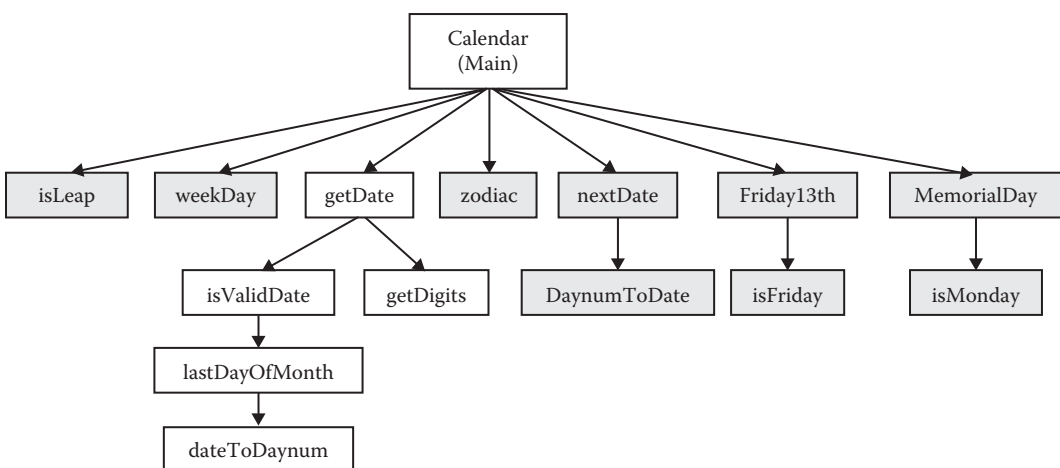 Calendar
(Main)
isLeap
weekDay
getDate
zodiac
nextDate
Friday13th
MemorialDay
isValidDate
getDigits
DaynumToDate
isFriday
isMonday
lastDayOfMonth
dateToDaynum